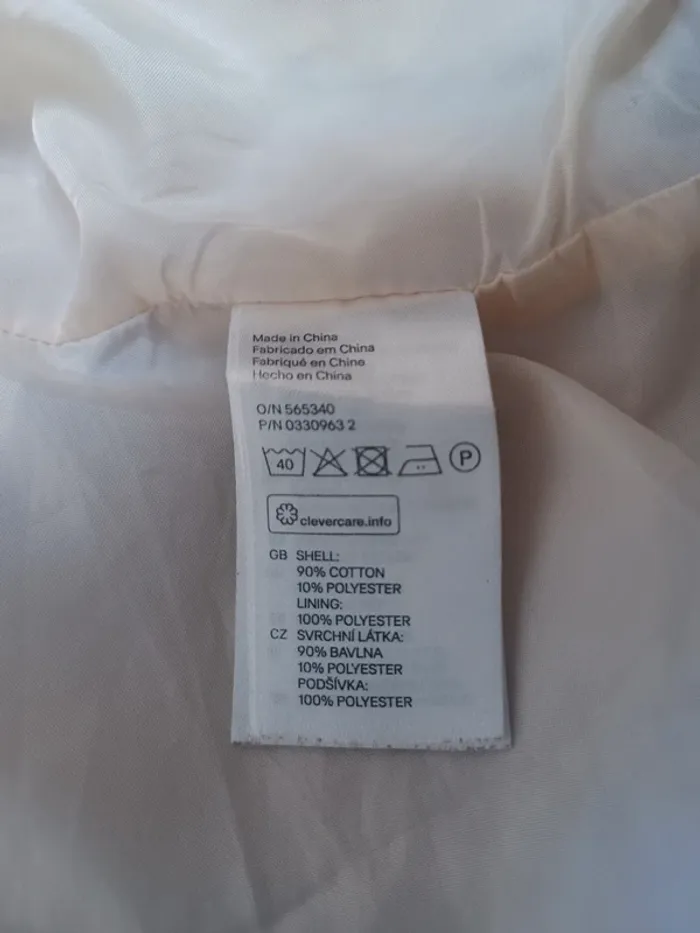 Made in China
Fabricado em China
Fabriqué en Chine
Hecho en China
O/N 565340
P/N 0330963 2
40
P
clevercare.info
GB SHELL:
90% COTTON
10% POLYESTER
LINING:
100% POLYESTER
CZ SVRCHNÍ LÁTKA:
90% BAVLNA
10% POLYESTER
PODŠÍVKA:
100% POLYESTER